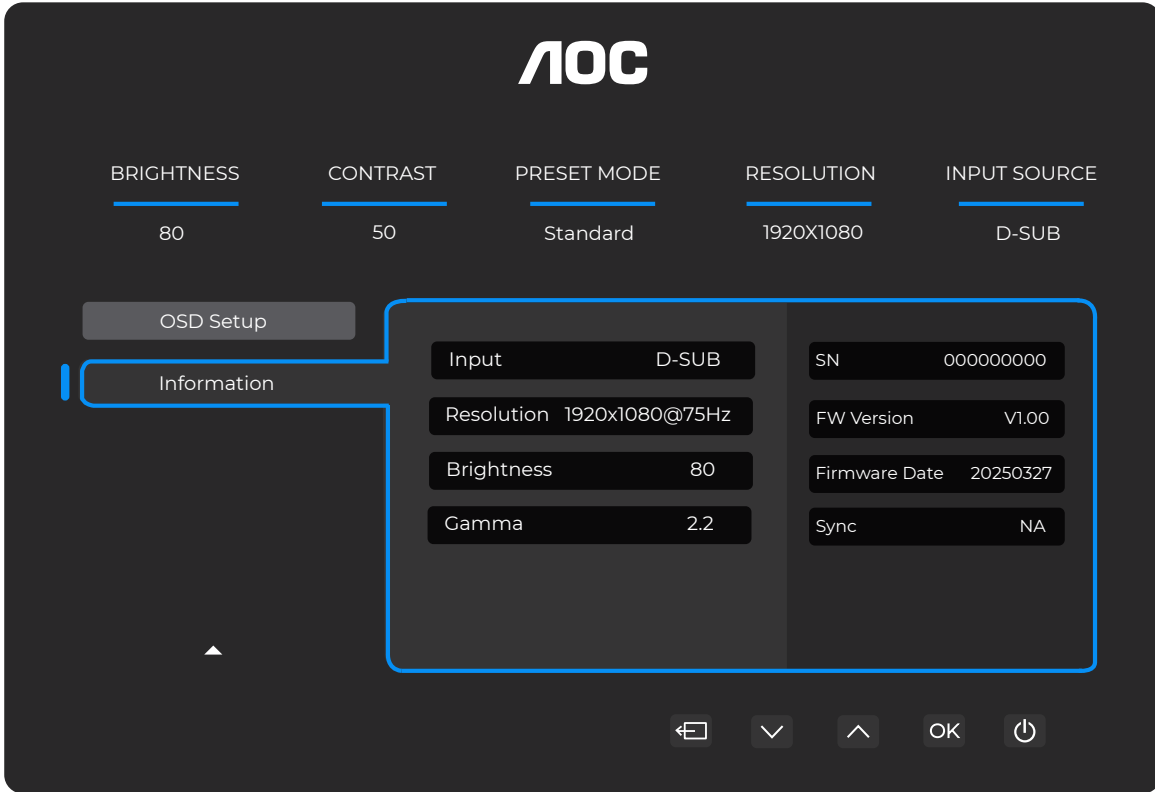 AOC
BRIGHTNESS CONTRAST PRESET MODE RESOLUTION INPUT SOURCE
80 50 Standard 1920X1080 D-SUB
OSD Setup
Information
Input D-SUB
Resolution 1920x1080@75Hz
Brightness 80
Gamma 2.2
SN 000000000
FW Version V1.00
Firmware Date 20250327
Sync NA
OK